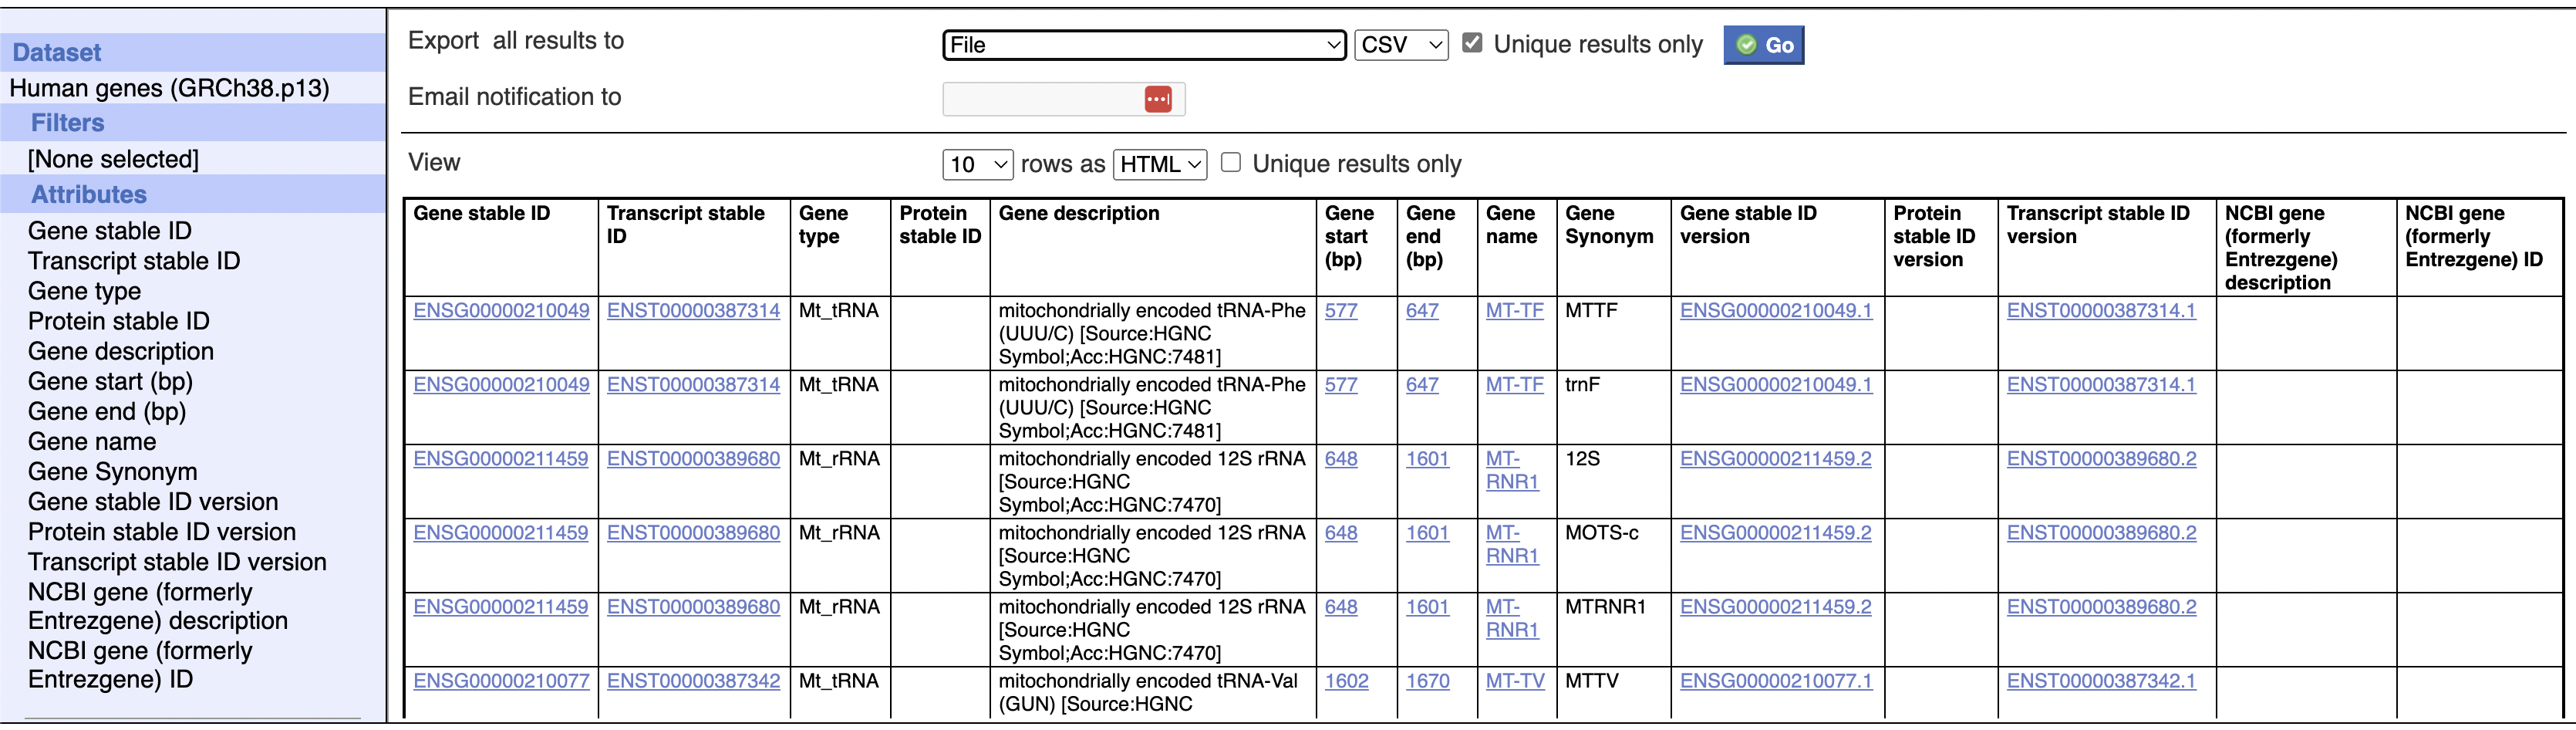 Dataset
Human genes (GRCh38.p13)
Filters
[None selected]
Attributes
Gene stable ID
Transcript stable ID
Gene type
Protein stable ID
Gene description
Gene start (bp)
Gene end (bp)
Gene name
Gene Synonym
Gene stable ID version
Protein stable ID version
Transcript stable ID version
NCBI gene (formerly
Entrezgene) description
NCBI gene (formerly
Entrezgene) ID
Export all results to File CSV Unique results only Go
Email notification to
View 10 rows as HTML Unique results only
Gene stable ID
Transcript stable
ID
Gene
type
Protein
stable ID
Gene description
Gene
start
(bp)
Gene
end
(bp)
Gene
name
Gene
Synonym
Gene stable ID
version
Protein
stable ID
version
Transcript stable ID
version
NCBI gene
(formerly
Entrezgene)
description
NCBI gene
(formerly
Entrezgene) ID
ENSG00000210049 ENST00000387314 Mt_tRNA mitochondrially encoded tRNA-Phe 577 647 MT-TF MTTF ENSG00000210049.1 ENST00000387314.1
(UUU/C) [Source:HGNC
Symbol;Acc:HGNC:7481]
ENSG00000210049 ENST00000387314 Mt_tRNA mitochondrially encoded tRNA-Phe 577 647 MT-TF trnF ENSG00000210049.1 ENST00000387314.1
(UUU/C) [Source:HGNC
Symbol;Acc:HGNC:7481]
ENSG00000211459 ENST00000389680 Mt_rRNA mitochondrially encoded 12S rRNA 648 1601 MT- 12S ENSG00000211459.2 ENST00000389680.2
[Source:HGNC RNR1
Symbol;Acc:HGNC:7470]
ENSG00000211459 ENST00000389680 Mt_rRNA mitochondrially encoded 12S rRNA 648 1601 MT- MOTS-c ENSG00000211459.2 ENST00000389680.2
[Source:HGNC RNR1
Symbol;Acc:HGNC:7470]
ENSG00000211459 ENST00000389680 Mt_rRNA mitochondrially encoded 12S rRNA 648 1601 MT- MTRNR1 ENSG00000211459.2 ENST00000389680.2
[Source:HGNC RNR1
Symbol;Acc:HGNC:7470]
ENSG00000210077 ENST00000387342 Mt_tRNA mitochondrially encoded tRNA-Val 1602 1670 MT-TV MTTV ENSG00000210077.1 ENST00000387342.1
(GUN) [Source:HGNC